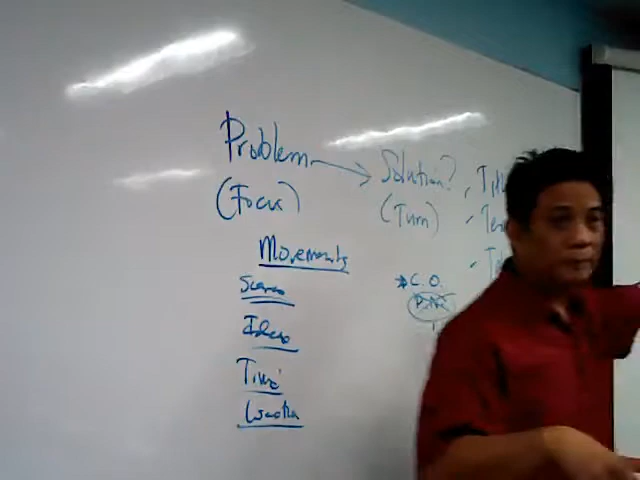 Problem → Solution?
(Focus) (Turn)
Movements
Scenes
C. O.
Ideas
Time
Location